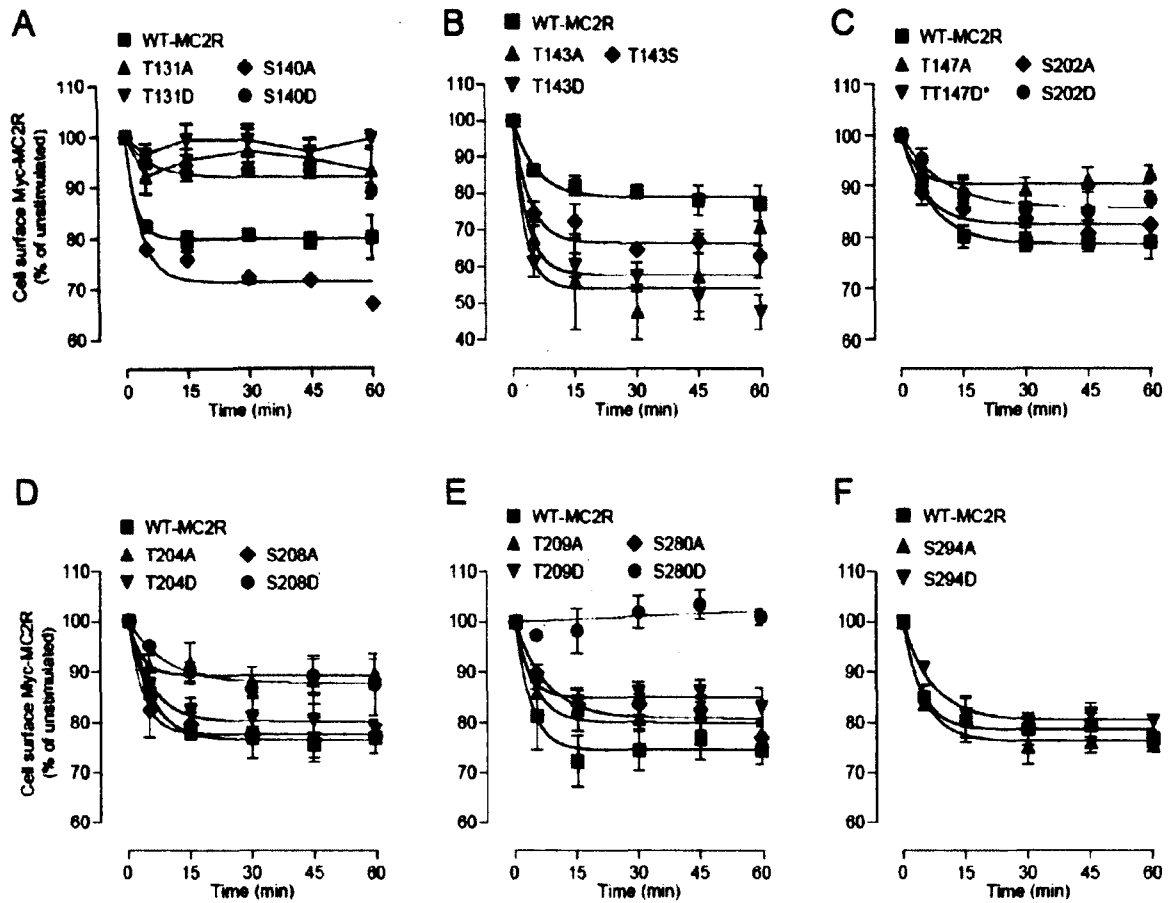 A
WT-MC2R
T131A
S140A
T131D
S140D
Cell surface Myc-MC2R
(% of unstimulated)
110
100
90
80
70
60
0 15 30 45 60
Time (min)
B
WT-MC2R
T143A
T143S
T143D
100
90
80
70
60
50
40
0 15 30 45 60
Time (min)
C
WT-MC2R
T147A
S202A
TT147D*
S202D
110
100
90
80
70
60
0 15 30 45 60
Time (min)
D
WT-MC2R
T204A
S208A
T204D
S208D
Cell surface Myc-MC2R
(% of unstimulated)
110
100
90
80
70
60
0 15 30 45 60
Time (min)
E
WT-MC2R
T209A
S280A
T209D
S280D
110
100
90
80
70
60
0 15 30 45 60
Time (min)
F
WT-MC2R
S294A
S294D
110
100
90
80
70
60
0 15 30 45 60
Time (min)